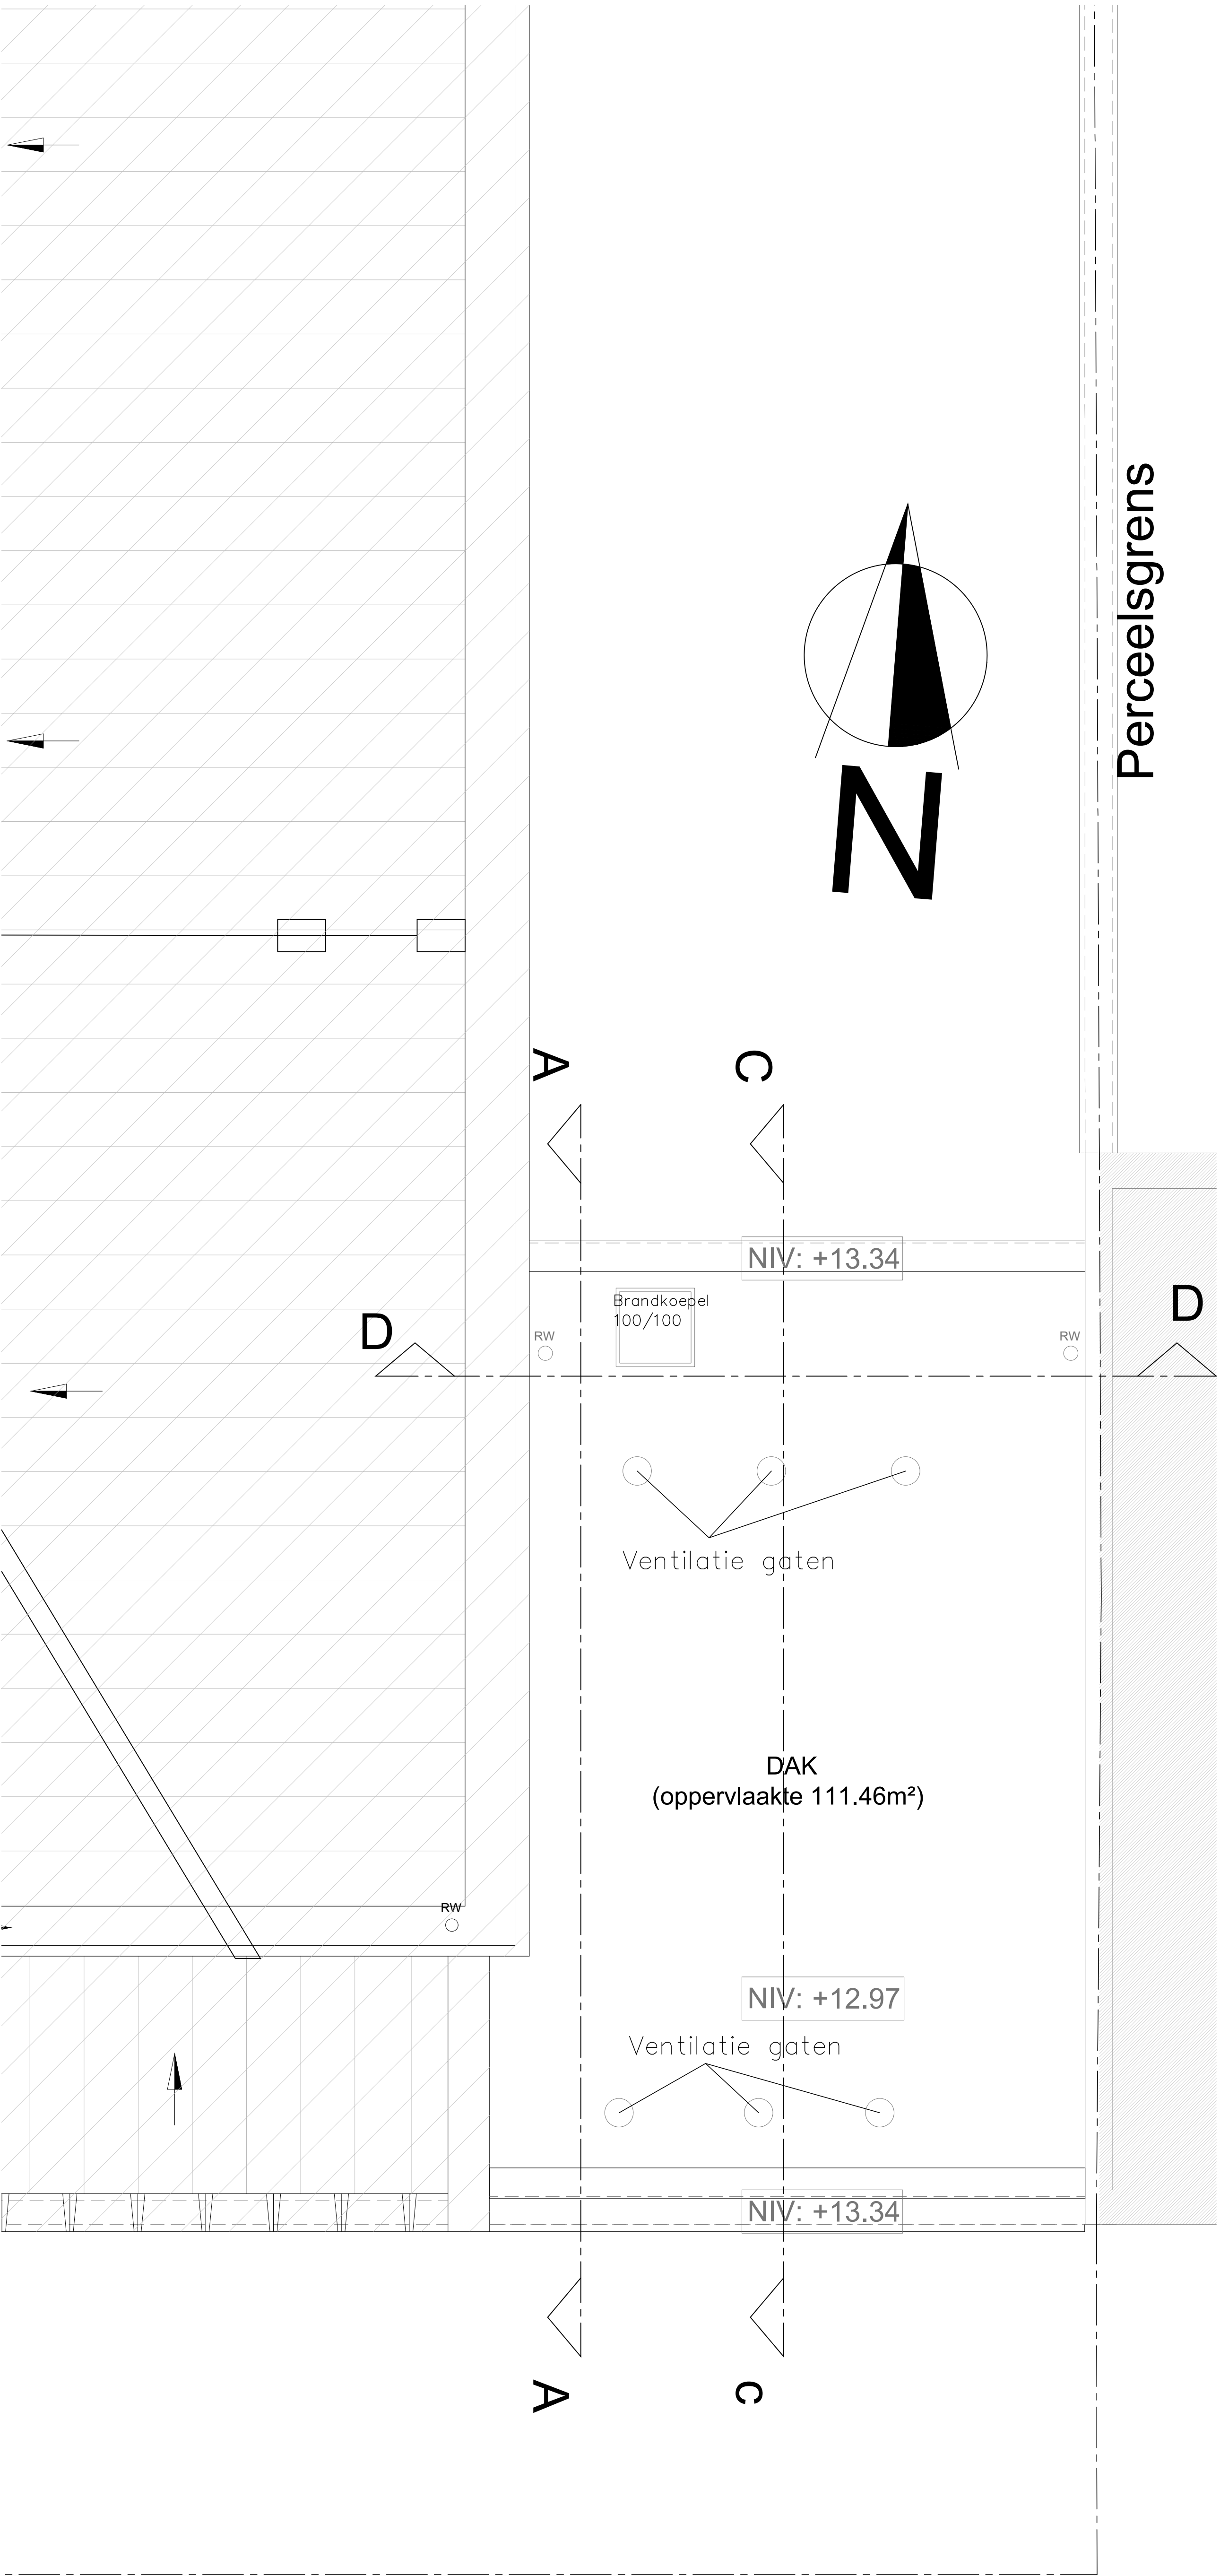 Perceelsgrens
N
A
C
NIV: +13.34
Brandkoepel
100/100
D
D
RW
RW
Ventilatie gaten
DAK
(oppervlaakte 111.46m²)
RW
NIV: +12.97
Ventilatie gaten
NIV: +13.34
A
c